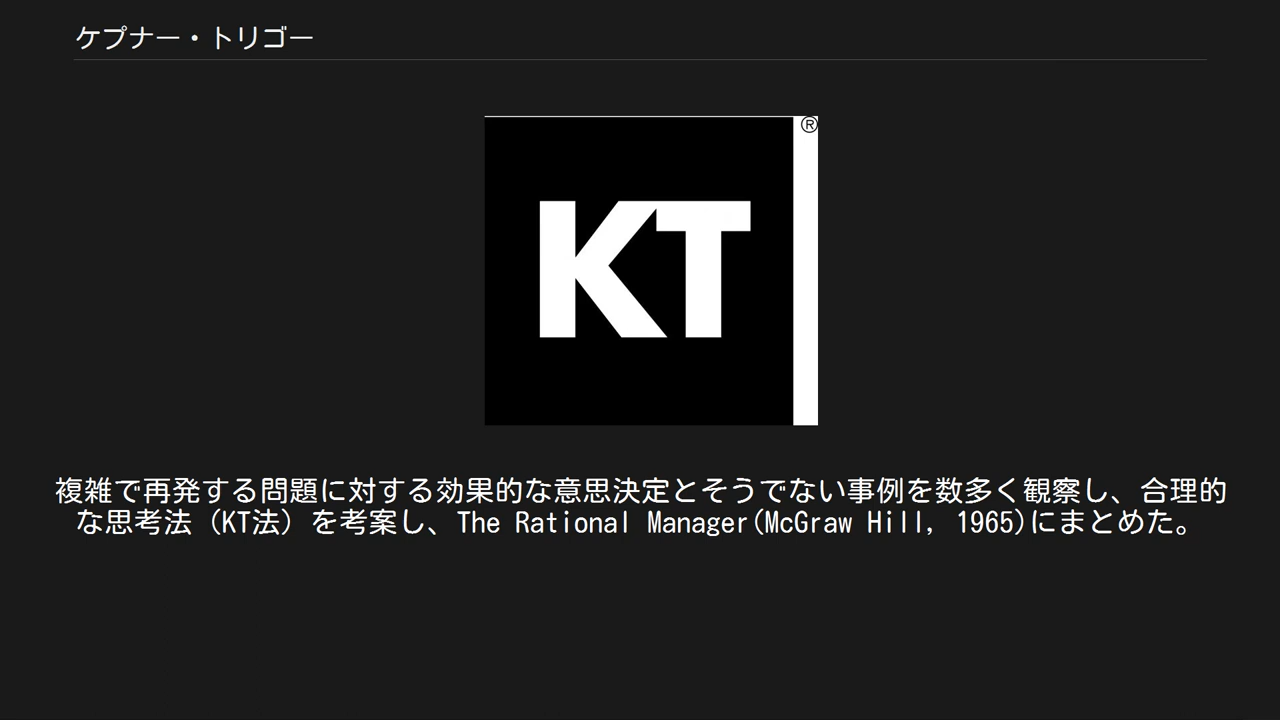 ケプナー・トリゴー
®
KT
複雑で再発する問題に対する効果的な意思決定とそうでない事例を数多く観察し、合理的
な思考法（KT法）を考案し、The Rational Manager(McGraw Hill, 1965)にまとめた。